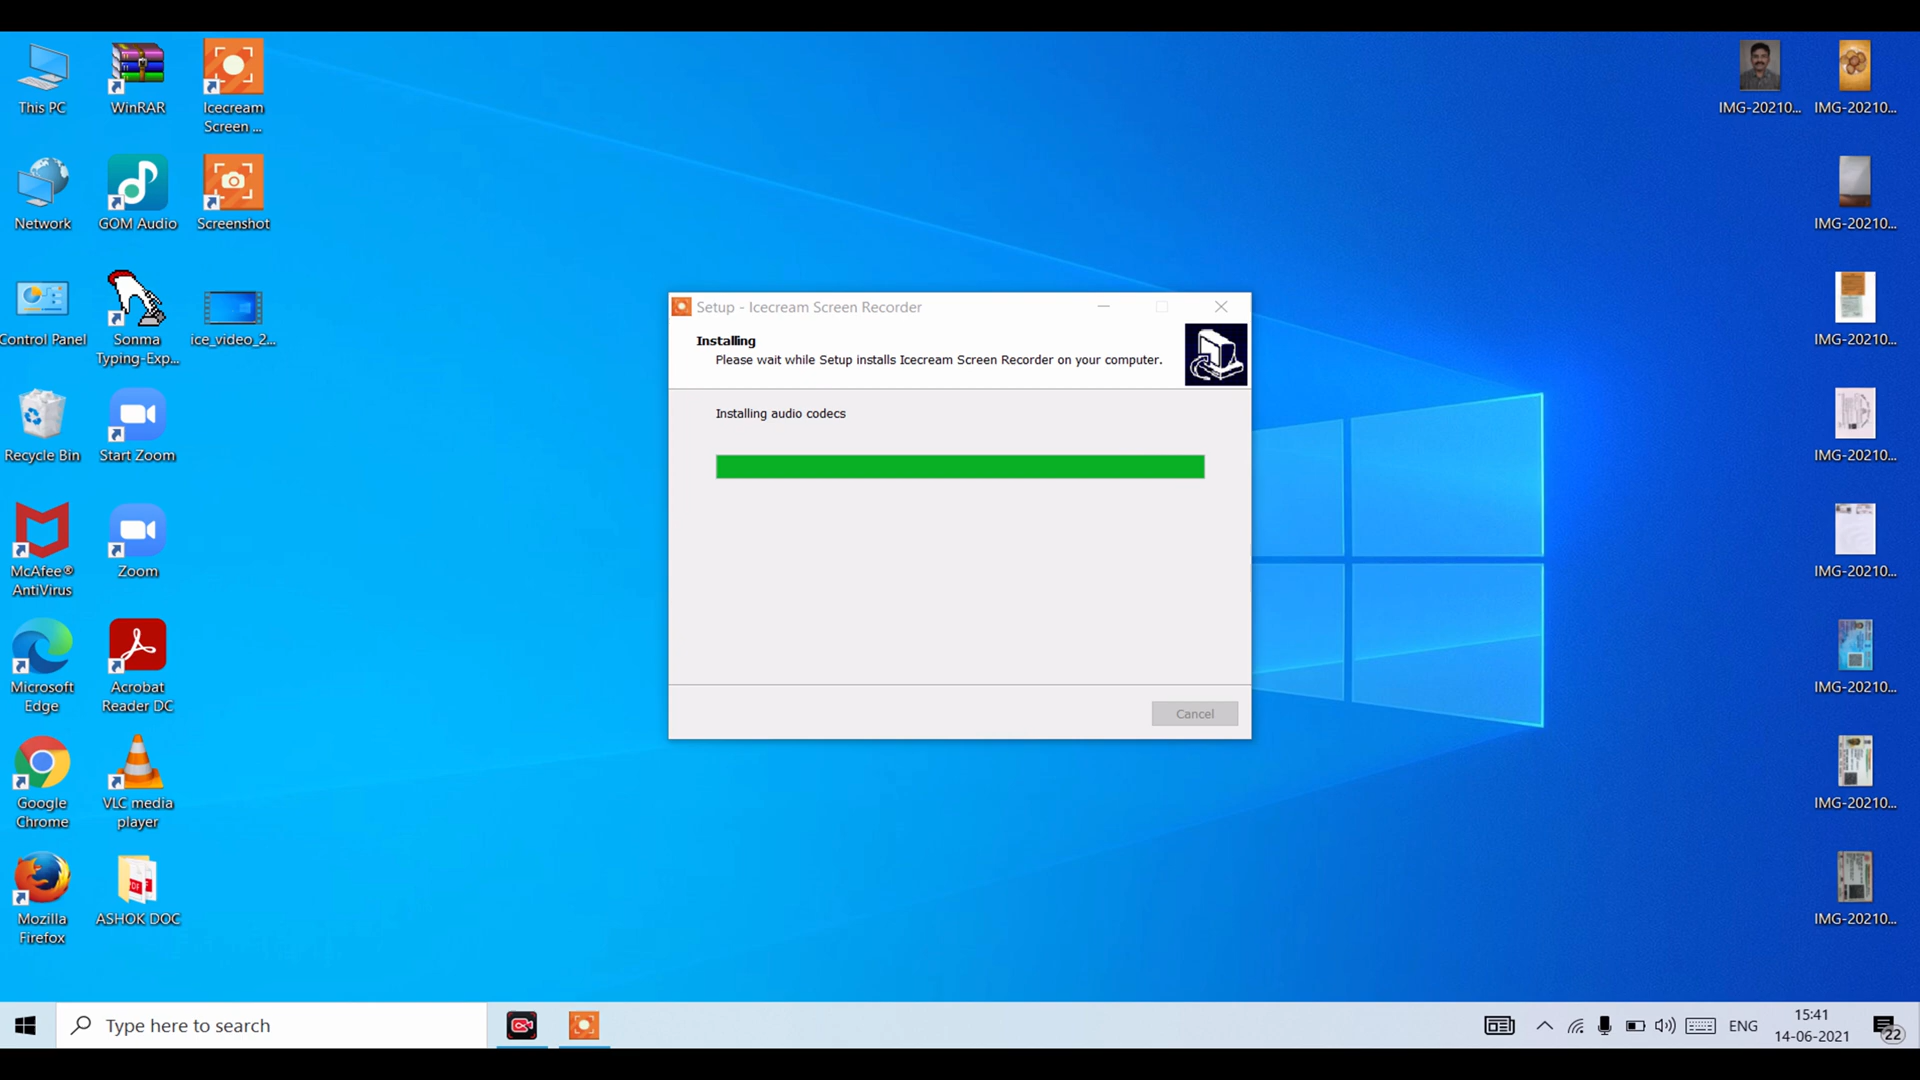 This PC
WinRAR
Icecream
Screen ...
Network
GOM Audio
Screenshot
Control Panel
Sonma
Typing-Exp...
ice_video_2...
Recycle Bin
Start Zoom
McAfee®
AntiVirus
Zoom
Microsoft
Edge
Acrobat
Reader DC
Google
Chrome
VLC media
player
Mozilla
Firefox
ASHOK DOC
Setup - Icecream Screen Recorder
Installing
Please wait while Setup installs Icecream Screen Recorder on your computer.
Installing audio codecs
Cancel
IMG-20210...
IMG-20210...
IMG-20210...
IMG-20210...
IMG-20210...
IMG-20210...
IMG-20210...
IMG-20210...
IMG-20210...
Type here to search
ENG
15:41
14-06-2021
22